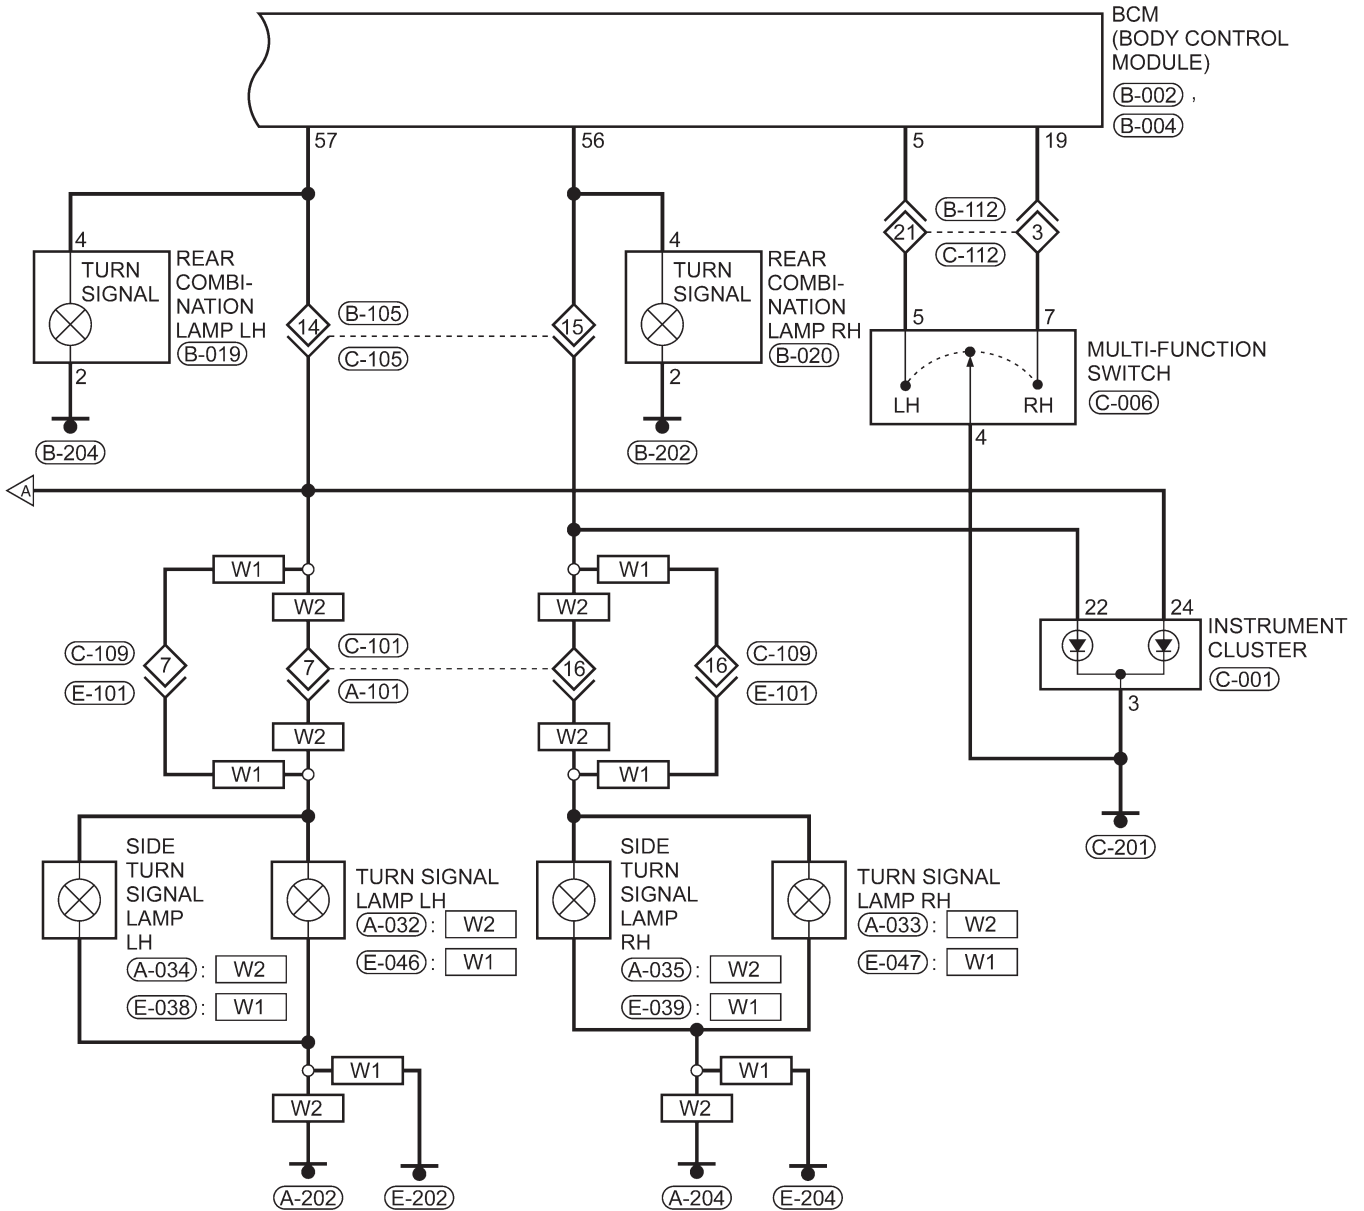 BCM
(BODY CONTROL
MODULE)
B-002 ,
B-004
57
56
5
19
4
TURN
SIGNAL
REAR
COMBI-
NATION
LAMP LH
B-019
2
B-204
14
B-105
C-105
15
4
TURN
SIGNAL
REAR
COMBI-
NATION
LAMP RH
B-020
2
B-202
21
B-112
C-112
3
5
7
LH
RH
MULTI-FUNCTION
SWITCH
C-006
4
A
W1
W2
W1
W2
C-109
7
E-101
7
C-101
A-101
16
16
C-109
E-101
W2
W1
W2
W1
22
24
INSTRUMENT
CLUSTER
C-001
3
C-201
SIDE
TURN
SIGNAL
LAMP
LH
A-034 : W2
E-038 : W1
TURN SIGNAL
LAMP LH
A-032 : W2
E-046 : W1
SIDE
TURN
SIGNAL
LAMP
RH
A-035 : W2
E-039 : W1
TURN SIGNAL
LAMP RH
A-033 : W2
E-047 : W1
W1
W2
A-202
E-202
W1
W2
A-204
E-204